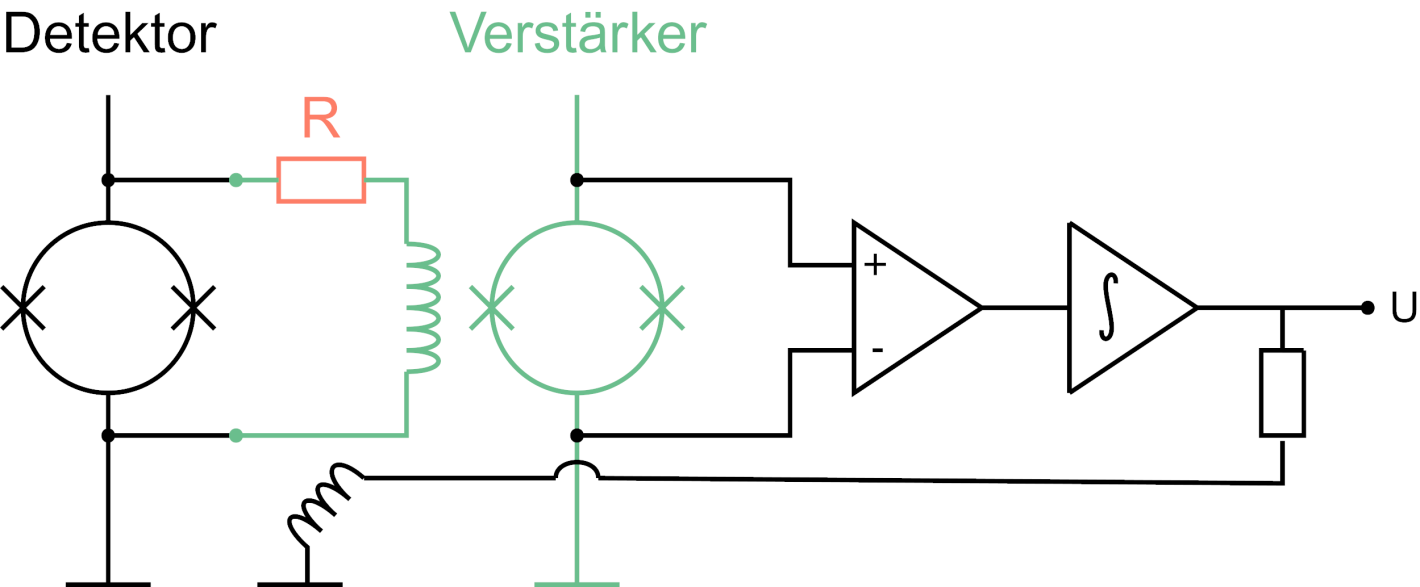 Detektor
Verstärker
R
+
∫
U
-